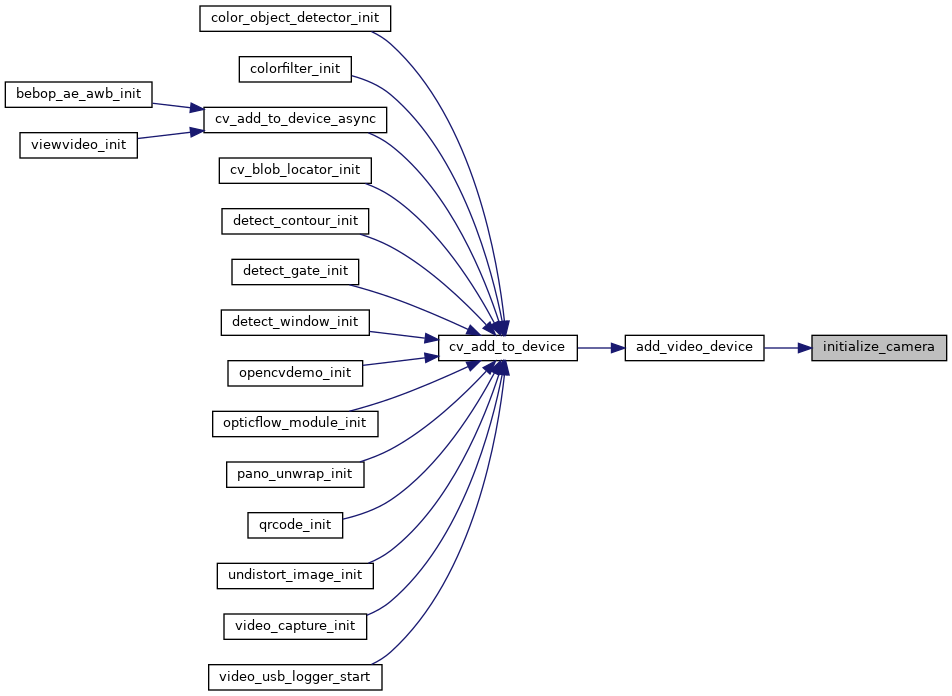 color_object_detector_init
colorfilter_init
bebop_ae_awb_init
cv_add_to_device_async
viewvideo_init
cv_blob_locator_init
detect_contour_init
detect_gate_init
detect_window_init
cv_add_to_device
add_video_device
initialize_camera
opencvdemo_init
opticflow_module_init
pano_unwrap_init
qrcode_init
undistort_image_init
video_capture_init
video_usb_logger_start